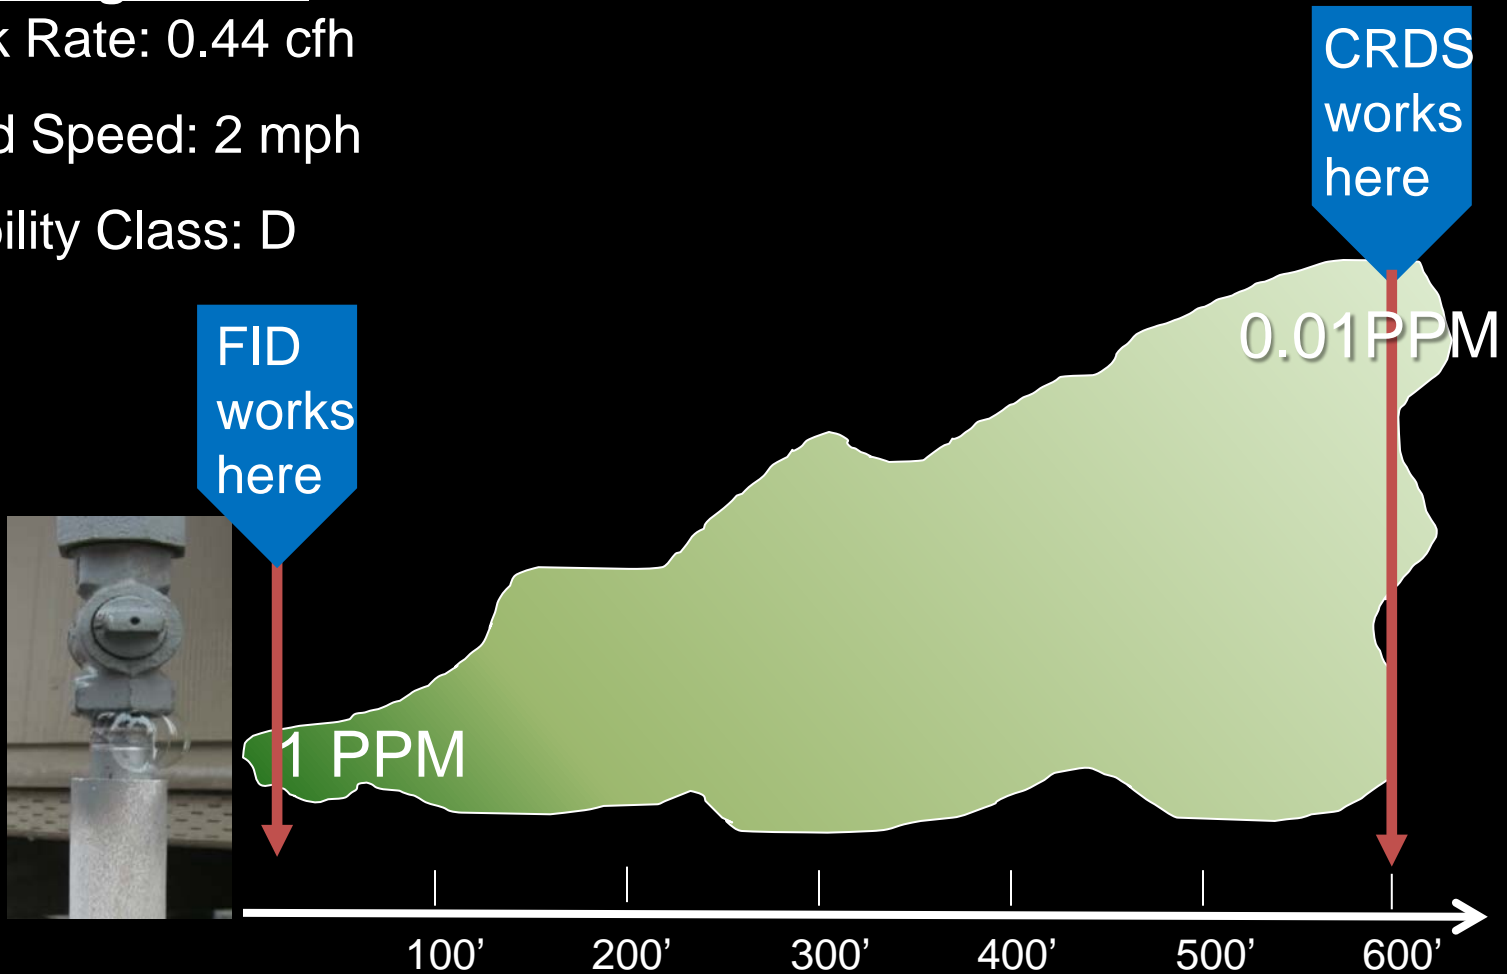 Rate: 0.44 cfh
Speed: 2 mph
Class: D
CRDS
works
here
FID
works
here
0.01PPM
1 PPM
100’
200’
300’
400’
500’
600’